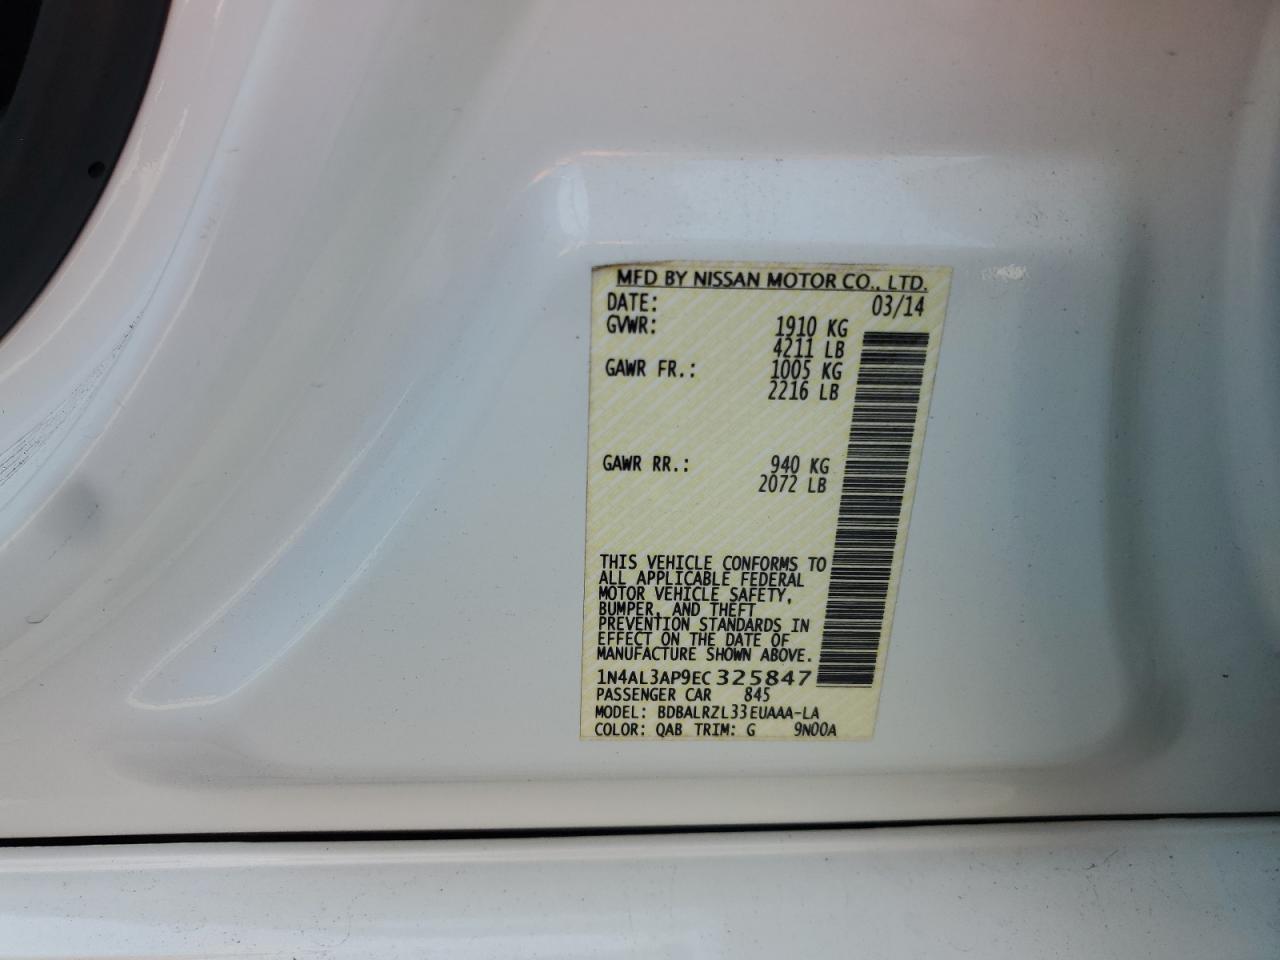 MFD BY NISSAN MOTOR CO., LTD.
DATE: 03/14
GVWR: 1910 KG
4211 LB
GAWR FR.: 1005 KG
2216 LB
GAWR RR.: 940 KG
2072 LB
THIS VEHICLE CONFORMS TO
ALL APPLICABLE FEDERAL
MOTOR VEHICLE SAFETY,
BUMPER, AND THEFT
PREVENTION STANDARDS IN
EFFECT ON THE DATE OF
MANUFACTURE SHOWN ABOVE.
1N4AL3AP9EC325847
PASSENGER CAR 845
MODEL: BDBALRZL33EUAAA-LA
COLOR: QAB TRIM: G 9N00A